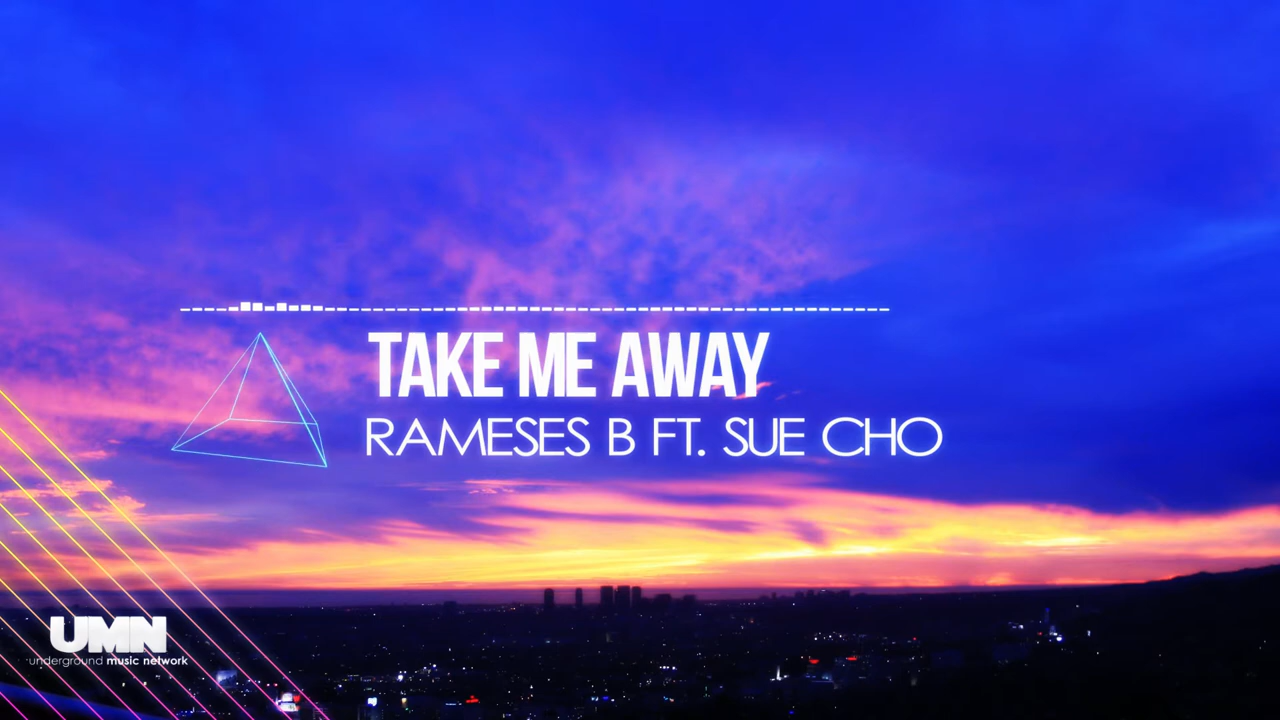 TAKE ME AWAY
RAMESES B FT. SUE CHO
UMN
underground music network